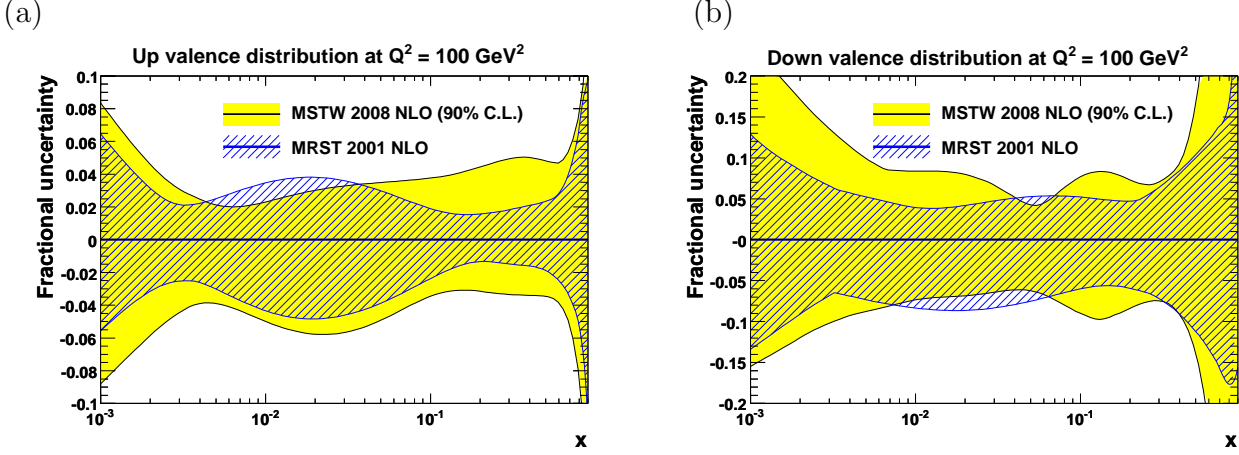 (a)
Up valence distribution at Q² = 100 GeV²
Fractional uncertainty
0.1
0.08
0.06
0.04
0.02
0
-0.02
-0.04
-0.06
-0.08
-0.1
MSTW 2008 NLO (90% C.L.)
MRST 2001 NLO
10⁻³
10⁻²
10⁻¹
x
(b)
Down valence distribution at Q² = 100 GeV²
Fractional uncertainty
0.2
0.15
0.1
0.05
-0
-0.05
-0.1
-0.15
-0.2
MSTW 2008 NLO (90% C.L.)
MRST 2001 NLO
10⁻³
10⁻²
10⁻¹
x